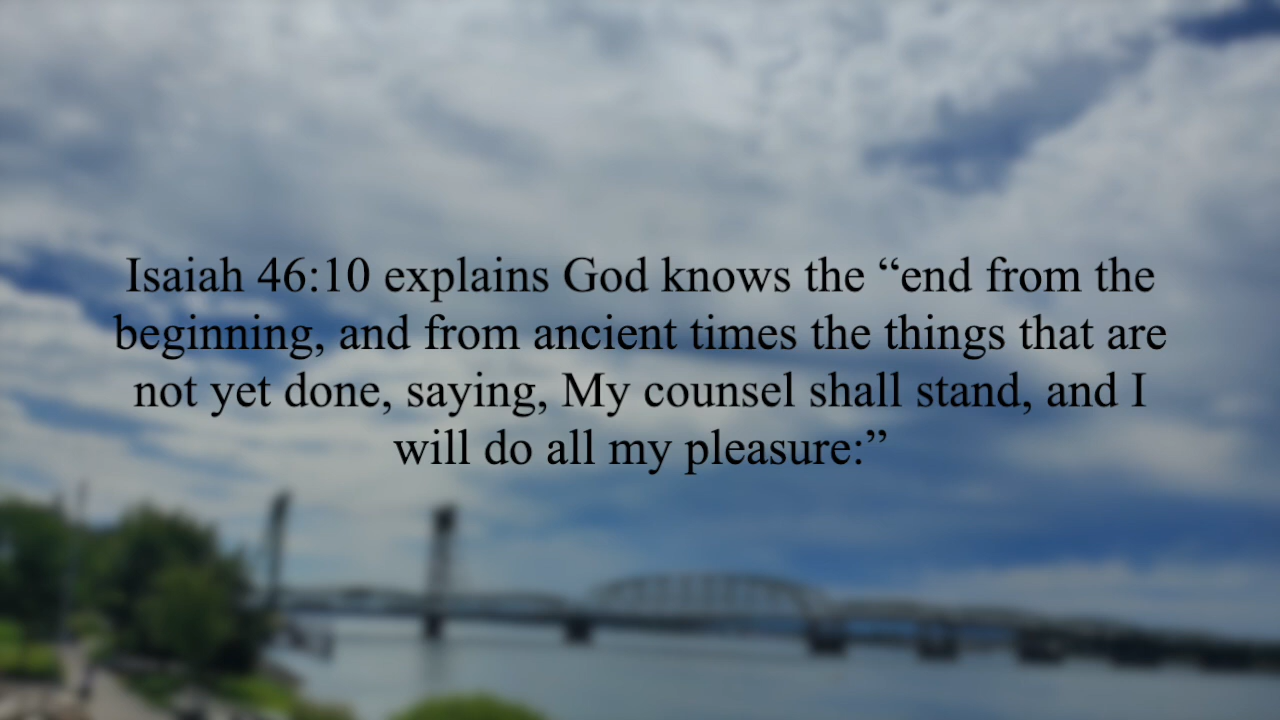 Isaiah 46:10 explains God knows the “end from the
beginning, and from ancient times the things that are
not yet done, saying, My counsel shall stand, and I
will do all my pleasure:”